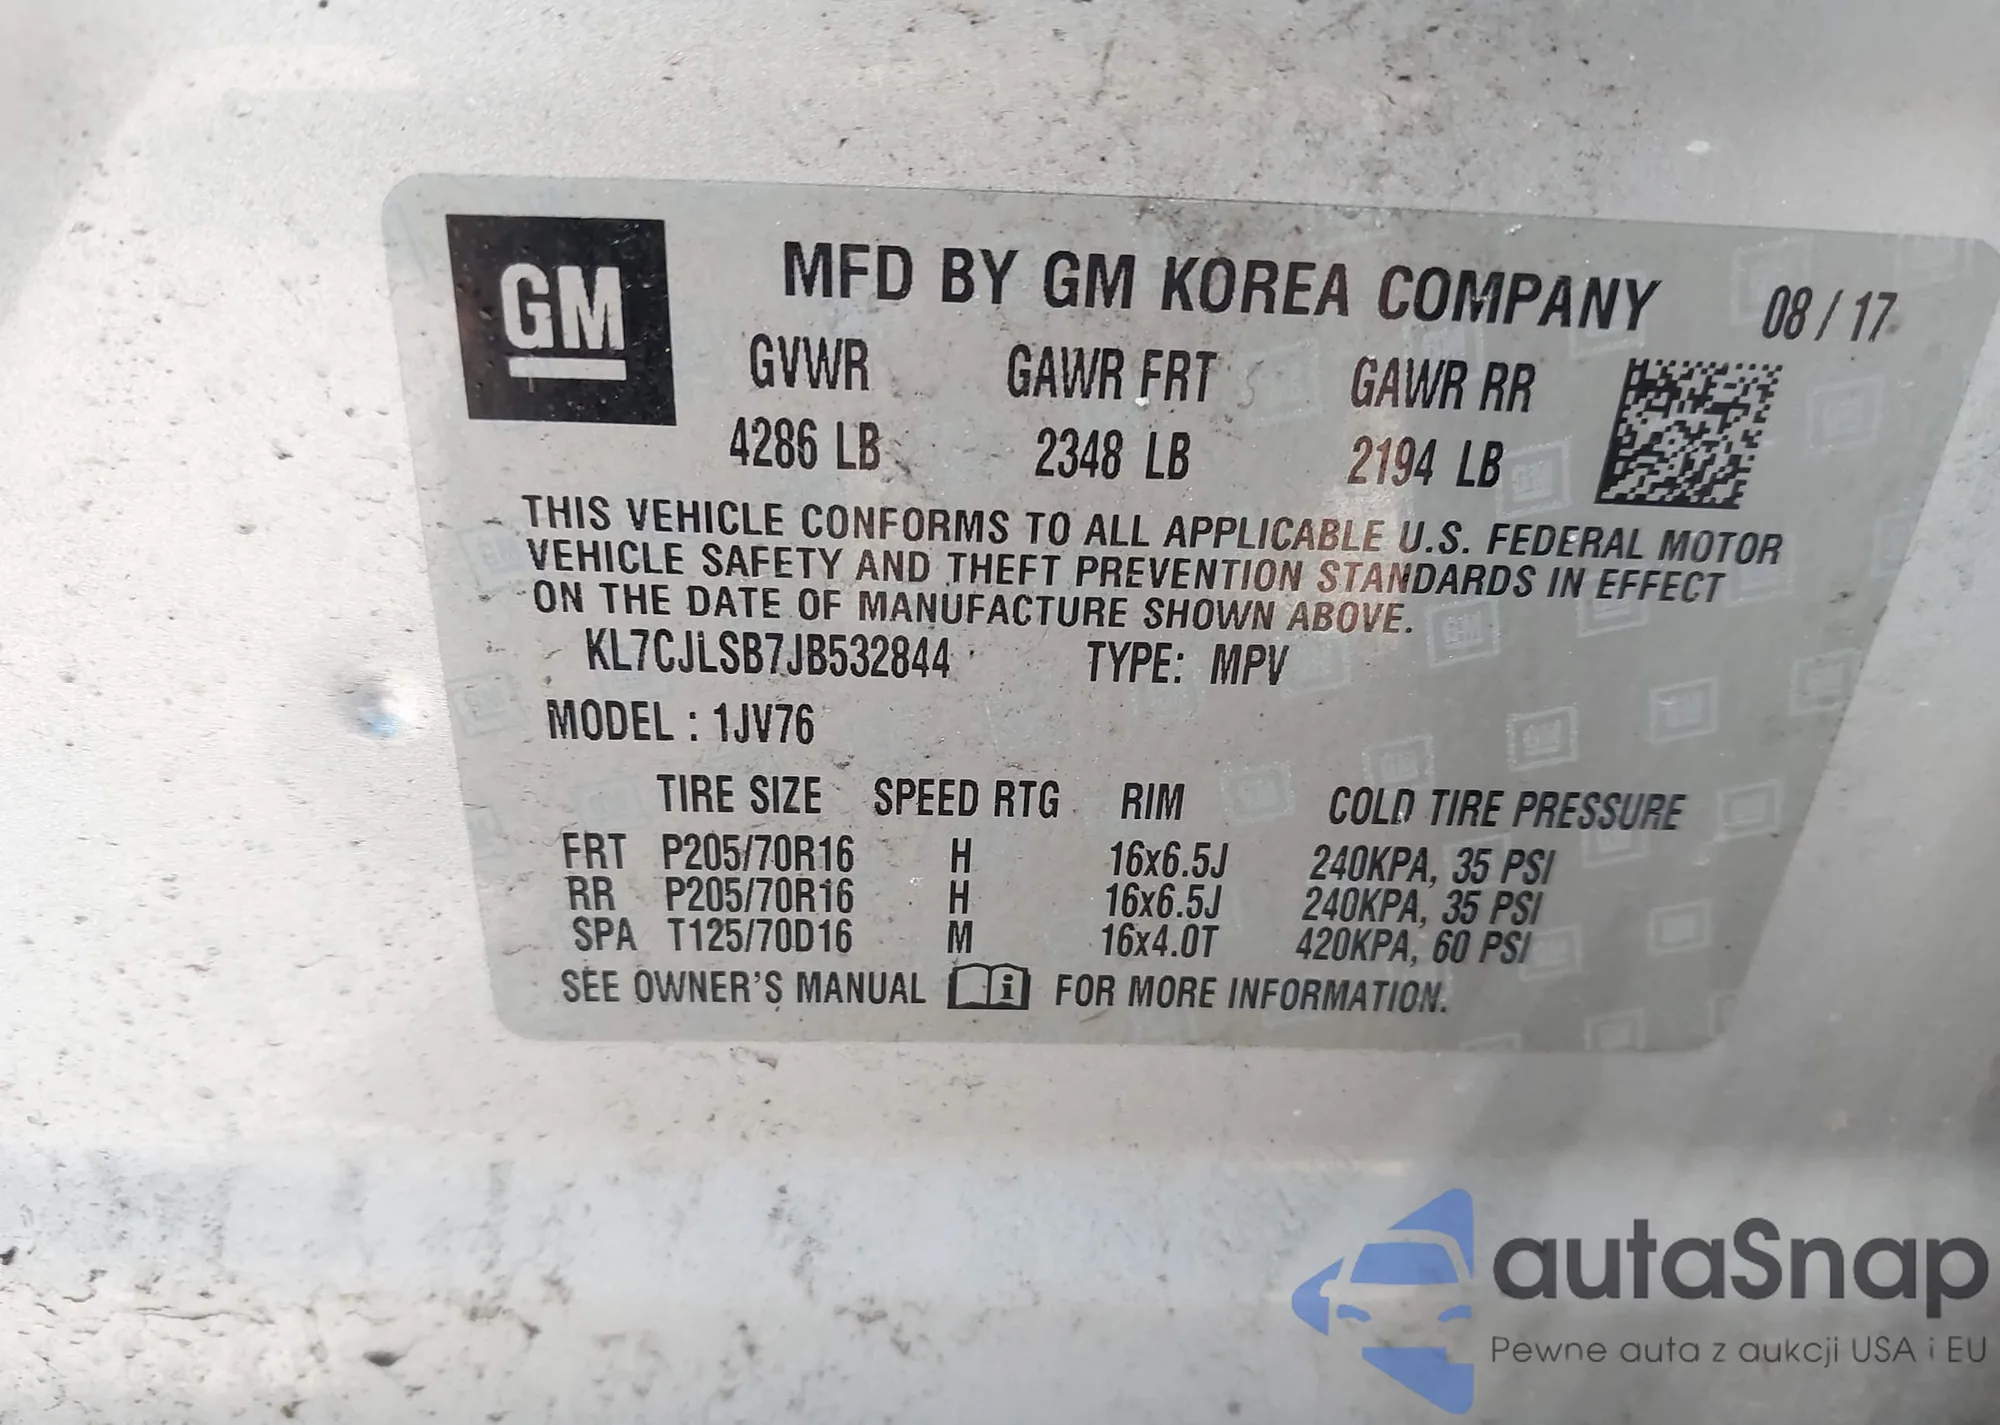 GM
MFD BY GM KOREA COMPANY 08 / 17
GVWR GAWR FRT GAWR RR
4286 LB 2348 LB 2194 LB
THIS VEHICLE CONFORMS TO ALL APPLICABLE U.S. FEDERAL MOTOR
VEHICLE SAFETY AND THEFT PREVENTION STANDARDS IN EFFECT
ON THE DATE OF MANUFACTURE SHOWN ABOVE.
KL7CJLSB7JB532844 TYPE: MPV
MODEL : 1JV76
TIRE SIZE SPEED RTG RIM COLD TIRE PRESSURE
FRT P205/70R16 H 16x6.5J 240KPA, 35 PSI
RR P205/70R16 H 16x6.5J 240KPA, 35 PSI
SPA T125/70D16 M 16x4.0T 420KPA, 60 PSI
SEE OWNER'S MANUAL i FOR MORE INFORMATION.
autaSnap
Pewne auta z aukcji USA i EU